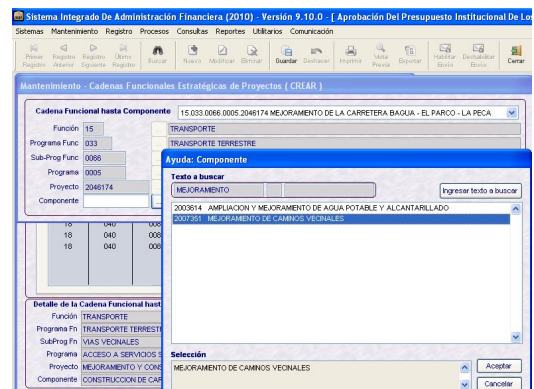 Sistema Integrado De Administración Financiera (2010) - Versión 9.10.0 - [ Aprobación Del Presupuesto Institucional De Los
Sistemas Mantenimiento Registro Procesos Consultas Reportes Utilitarios Comunicación
Primer Registro Registro Anterior Registro Siguiente Último Registro Buscar Nuevo Modificar Eliminar Guardar Deshacer Imprimir Vista Previa Exportar Habilitar Envío Deshabilitar Envío Cerrar
Mantenimiento - Cadenas Funcionales Estratégicas de Proyectos ( CREAR )
Cadena Funcional hasta Componente 15.033.0066.0005.2046174 MEJORAMIENTO DE LA CARRETERA BAGUA - EL PARCO - LA PECA
Función 15 TRANSPORTE
Programa Func 033 TRANSPORTE TERRESTRE
Sub-Prog Func 0066
Programa 0005
Proyecto 2046174
Componente ...
Ayuda: Componente
Texto a buscar
MEJORAMIENTO Ingresar texto a buscar
2003614 AMPLIACION Y MEJORAMIENTO DE AGUA POTABLE Y ALCANTARILLADO
2007351 MEJORAMIENTO DE CAMINOS VECINALES
18 040 008
18 040 008
18 040 008
Detalle de la Cadena Funcional hast
Función TRANSPORTE
Programa Fn TRANSPORTE TERREST
SubProg Fn VIAS VECINALES
Programa ACCESO A SERVICIOS S
Proyecto MEJORAMIENTO Y CONS
Componente CONSTRUCCION DE CAR
Selección
MEJORAMIENTO DE CAMINOS VECINALES
Aceptar
Cancelar